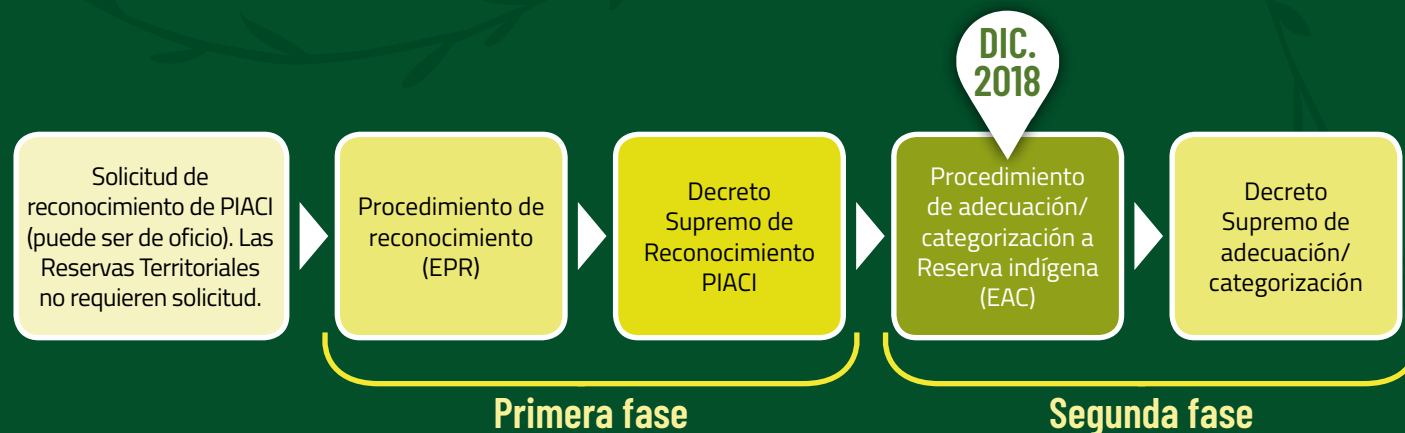 DIC.
2018
Solicitud de
reconocimiento de PIACI
(puede ser de oficio). Las
Reservas Territoriales
no requieren solicitud.
Procedimiento de
reconocimiento
(EPR)
Decreto
Supremo de
Reconocimiento
PIACI
Procedimiento
de adecuación/
categorización a
Reserva indígena
(EAC)
Decreto
Supremo de
adecuación/
categorización
Primera fase
Segunda fase